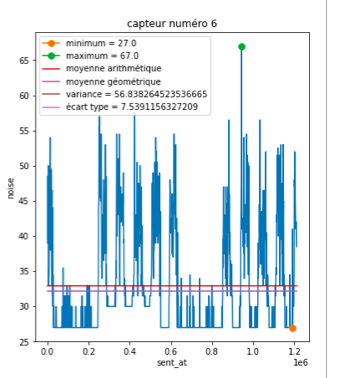 capteur numéro 6
minimum = 27.0
maximum = 67.0
moyenne arithmétique
moyenne géométrique
variance = 56.838264523536665
écart type = 7.5391156327209
65
60
55
50
45
40
35
30
25
noise
0.0 0.2 0.4 0.6 0.8 1.0 1.2
1e6
sent_at